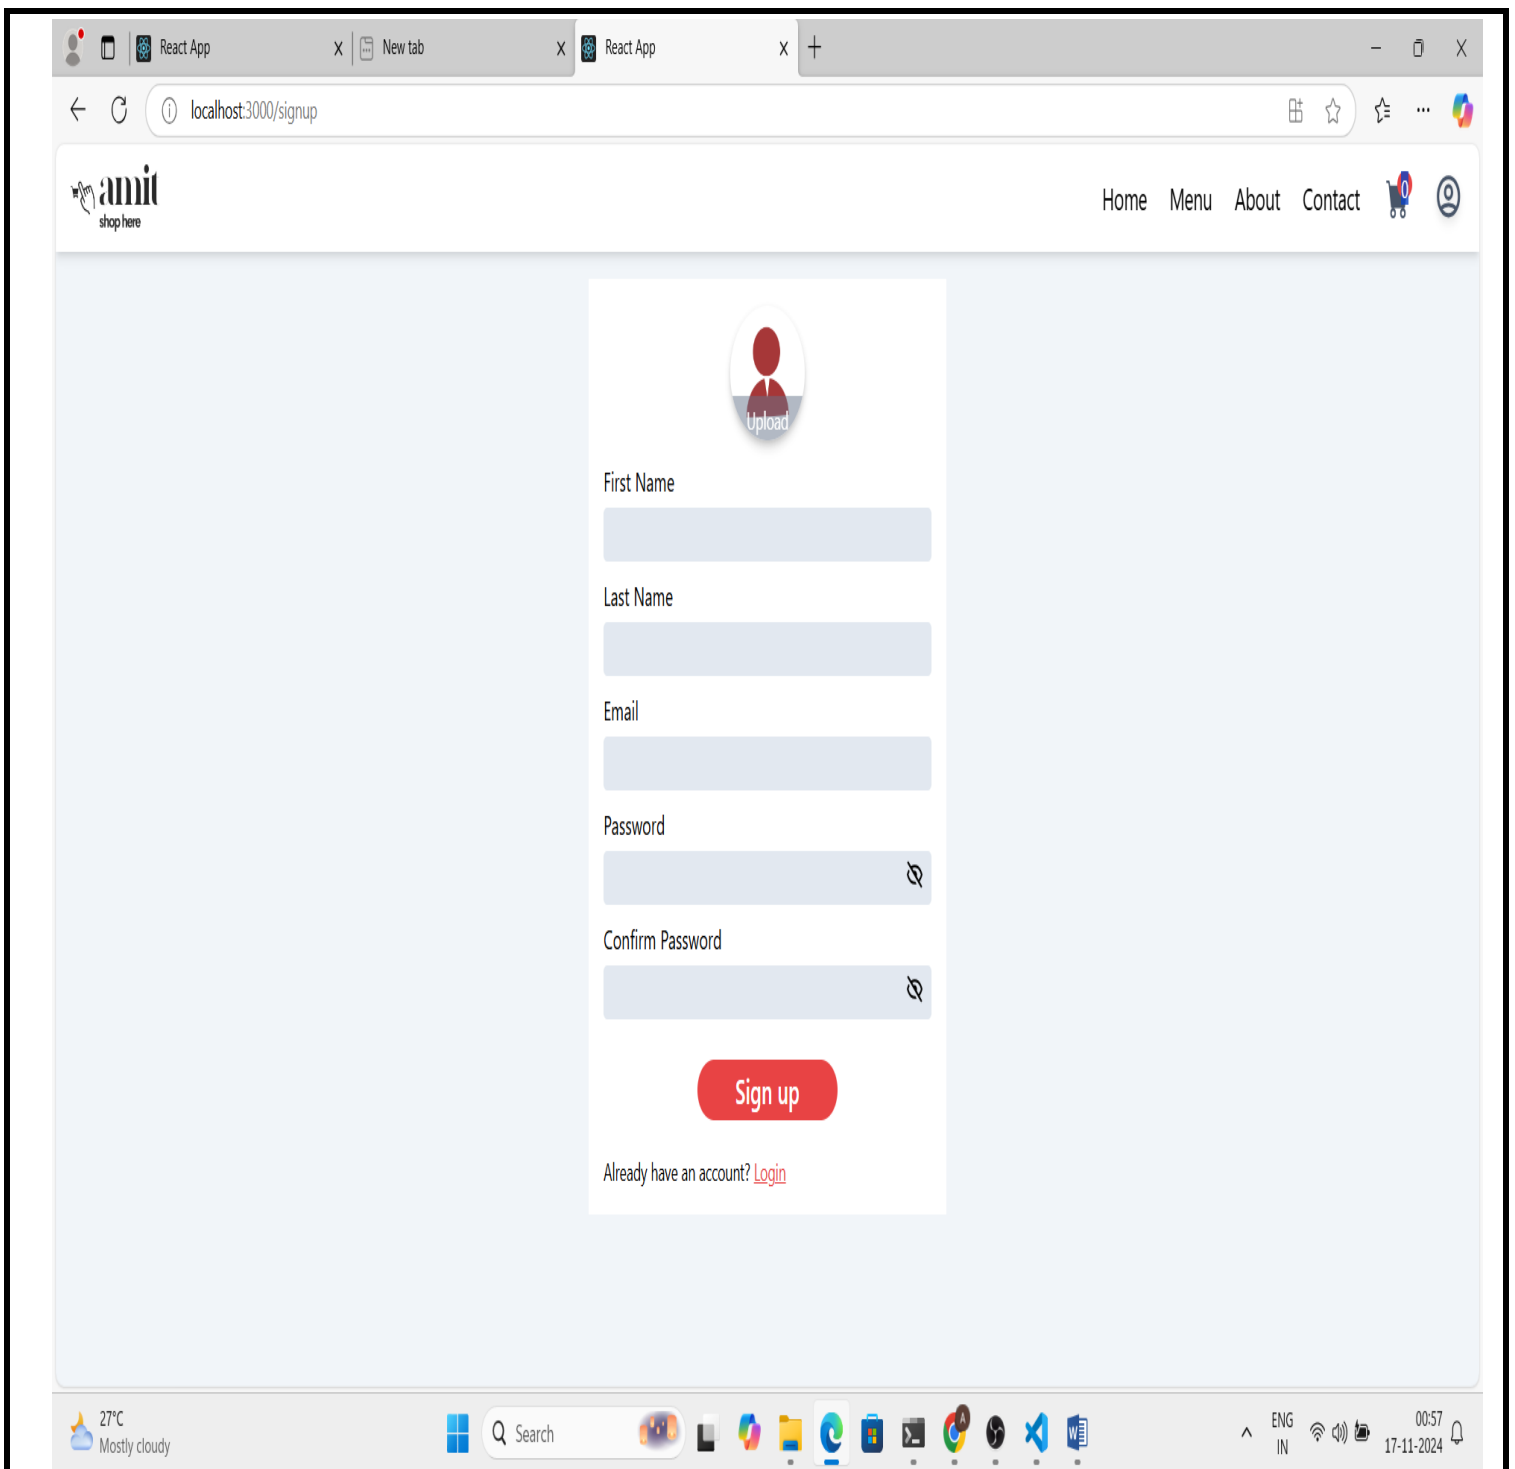 React App
New tab
React App
localhost:3000/signup
amit
shop here
Home Menu About Contact 0
Upload
First Name
Last Name
Email
Password
Confirm Password
Sign up
Already have an account? Login
27°C
Mostly cloudy
Search
A
ENG
IN
00:57
17-11-2024